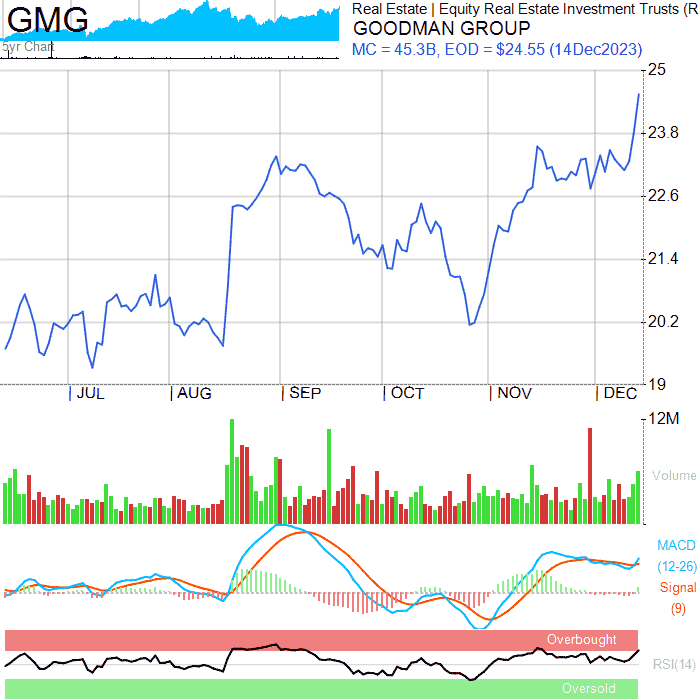 GMG
5yr Chart
Real Estate | Equity Real Estate Investment Trusts (R
GOODMAN GROUP
MC = 45.3B, EOD = $24.55 (14Dec2023)
25
23.8
22.6
21.4
20.2
19
| JUL | AUG | SEP | OCT | NOV | DEC
12M
Volume
MACD
(12-26)
Signal
(9)
Overbought
RSI(14)
Oversold